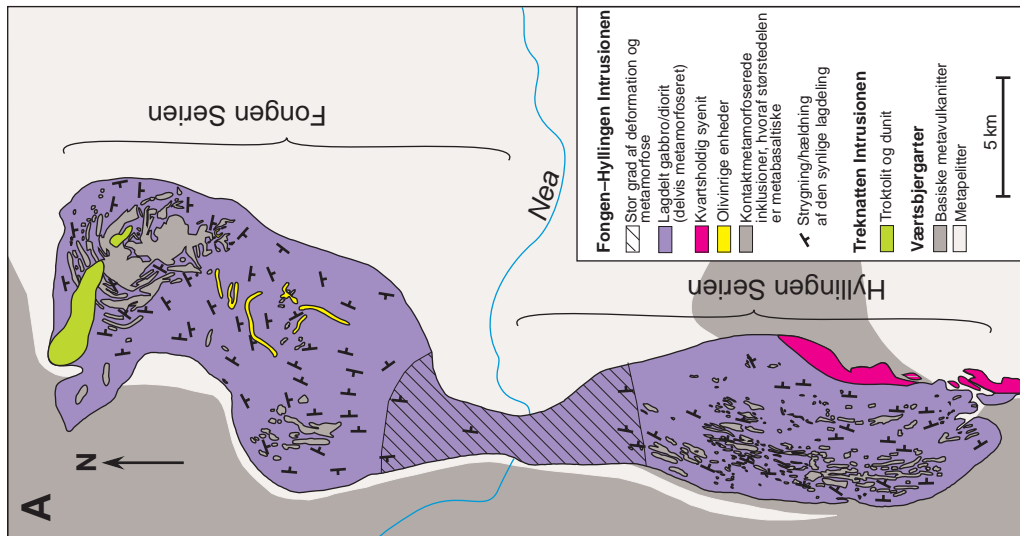 A
N
Fongen Serien
Nea
Hyllingen Serien
Fongen–Hyllingen Intrusionen
Stor grad af deformation og
metamorfose
Lagdelt gabbro/diorit
(delvis metamorfoseret)
Kvartsholdig syenit
Olivinrige enheder
Kontaktmetamorfoserede
inklusioner, hvoraf størstedelen
er metabasaltiske
Strygning/hældning
af den synlige lagdeling
Treknatten Intrusionen
Troktolit og dunit
Værtsbjergarter
Basiske metavulkanitter
Metapelitter
5 km